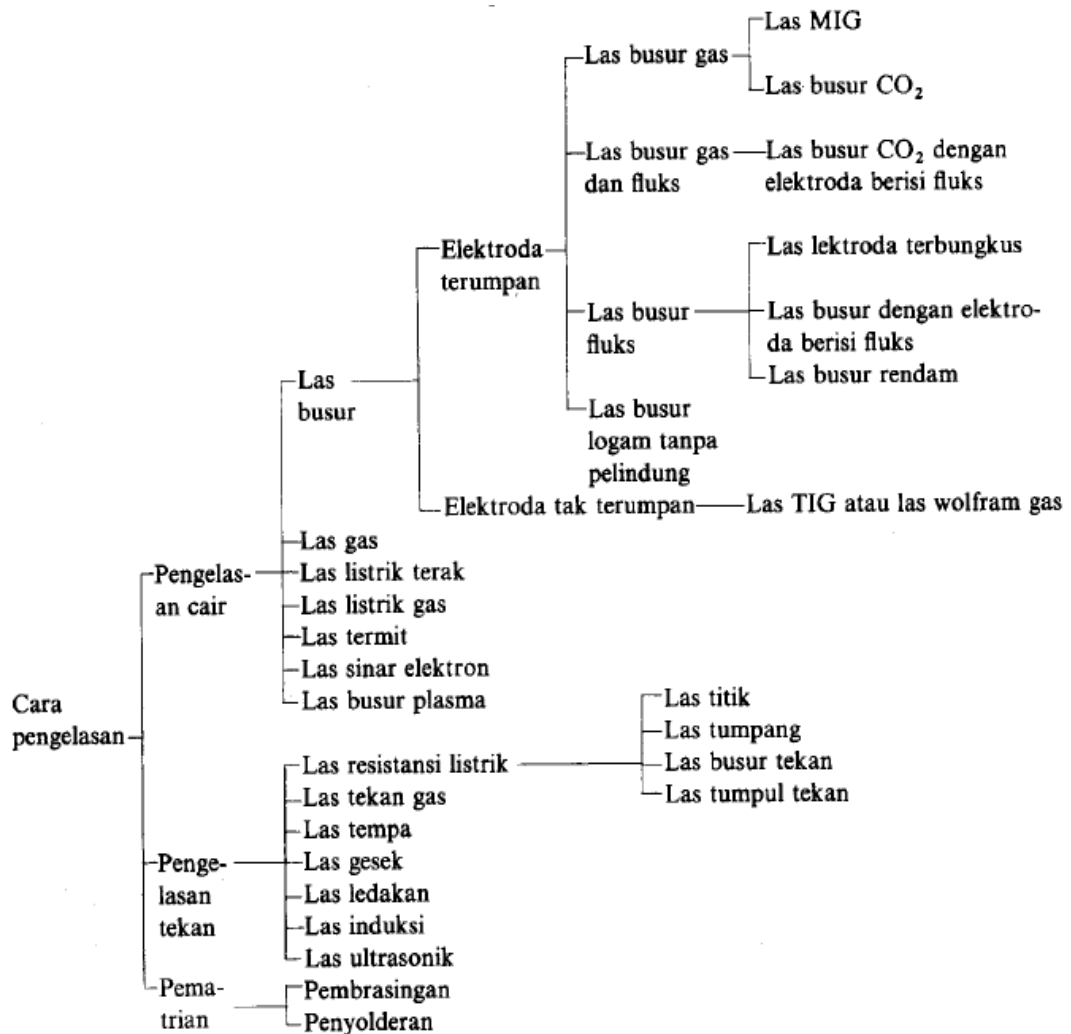 Las MIG
Las busur gas
Las busur CO₂
Las busur gas
dan fluks
Las busur CO₂ dengan
elektroda berisi fluks
Elektroda
terumpan
Las lektroda terbungkus
Las busur
fluks
Las busur dengan elektro-
da berisi fluks
Las busur rendam
Las
busur
Las busur
logam tanpa
pelindung
Elektroda tak terumpan
Las TIG atau las wolfram gas
Pengelas-
an cair
Las gas
Las listrik terak
Las listrik gas
Las termit
Las sinar elektron
Las busur plasma
Cara
pengelasan
Las titik
Las tumpang
Las busur tekan
Las tumpul tekan
Las resistansi listrik
Las tekan gas
Las tempa
Penge-
lasan
tekan
Las gesek
Las ledakan
Las induksi
Las ultrasonik
Pema-
trian
Pembrasingan
Penyolderan